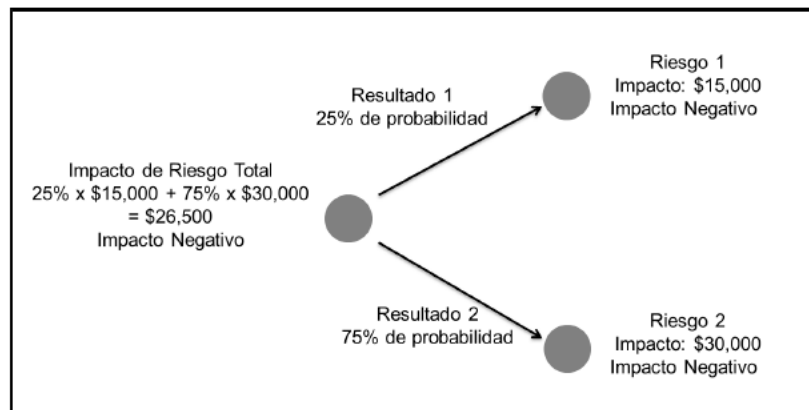 Riesgo 1
Impacto: $15,000
Impacto Negativo
Resultado 1
25% de probabilidad
Impacto de Riesgo Total
25% x $15,000 + 75% x $30,000
= $26,500
Impacto Negativo
Resultado 2
75% de probabilidad
Riesgo 2
Impacto: $30,000
Impacto Negativo